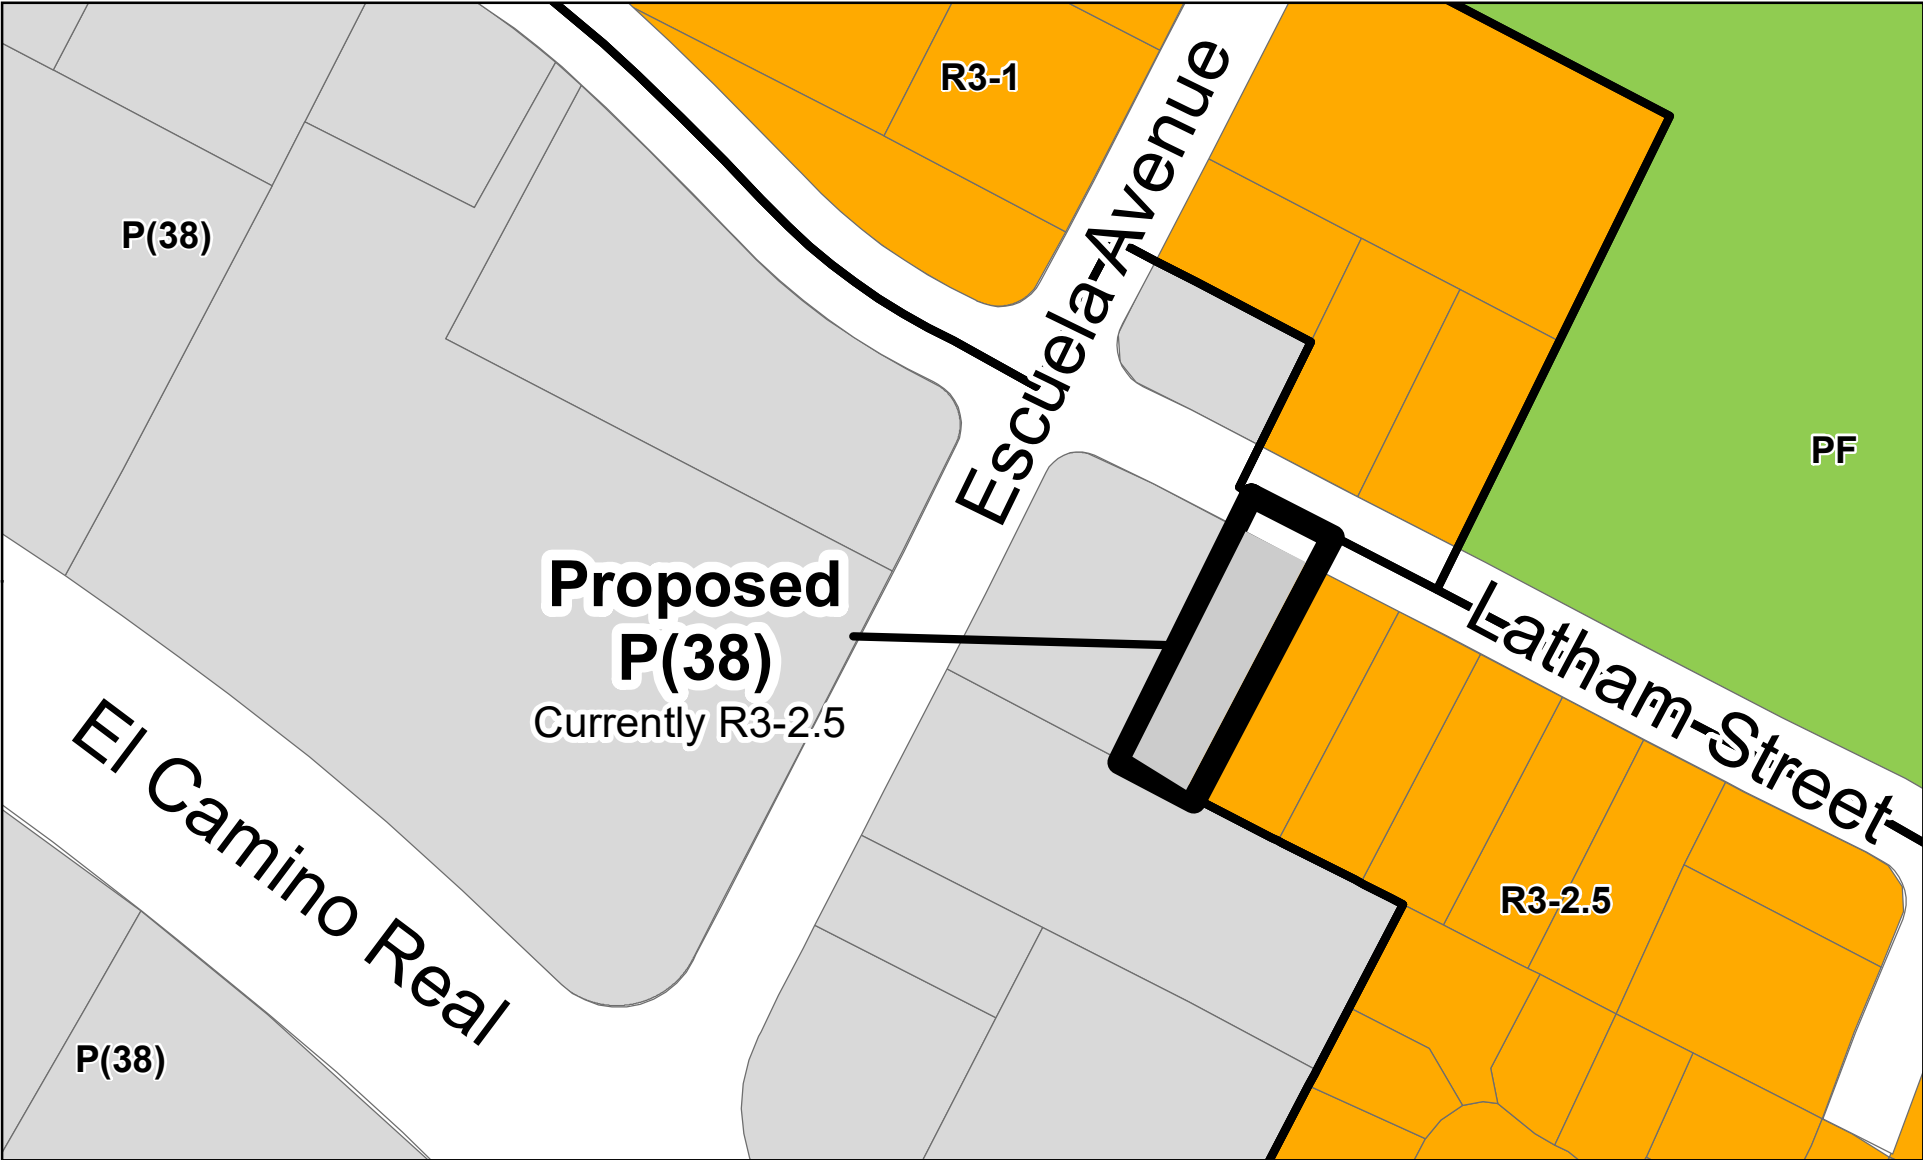 R3-1
Escuela Avenue
P(38)
PF
Proposed
P(38)
Currently R3-2.5
Latham Street
El Camino Real
R3-2.5
P(38)